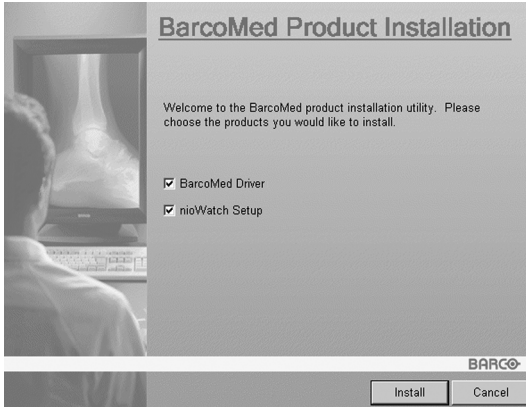 BarcoMed Product Installation
Welcome to the BarcoMed product installation utility. Please
choose the products you would like to install.
BarcoMed Driver
nioWatch Setup
BARCO
Install
Cancel